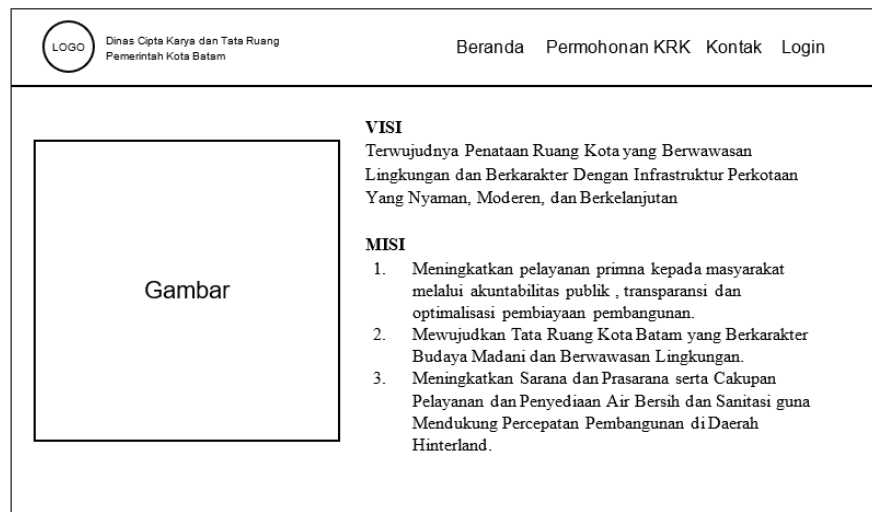 LOGO
Dinas Cipta Karya dan Tata Ruang
Pemerintah Kota Batam
Beranda Permohonan KRK Kontak Login
Gambar
VISI
Terwujudnya Penataan Ruang Kota yang Berwawasan
Lingkungan dan Berkarakter Dengan Infrastruktur Perkotaan
Yang Nyaman, Moderen, dan Berkelanjutan
MISI
1. Meningkatkan pelayanan primna kepada masyarakat
melalui akuntabilitas publik , transparansi dan
optimalisasi pembiayaan pembangunan.
2. Mewujudkan Tata Ruang Kota Batam yang Berkarakter
Budaya Madani dan Berwawasan Lingkungan.
3. Meningkatkan Sarana dan Prasarana serta Cakupan
Pelayanan dan Penyediaan Air Bersih dan Sanitasi guna
Mendukung Percepatan Pembangunan di Daerah
Hinterland.